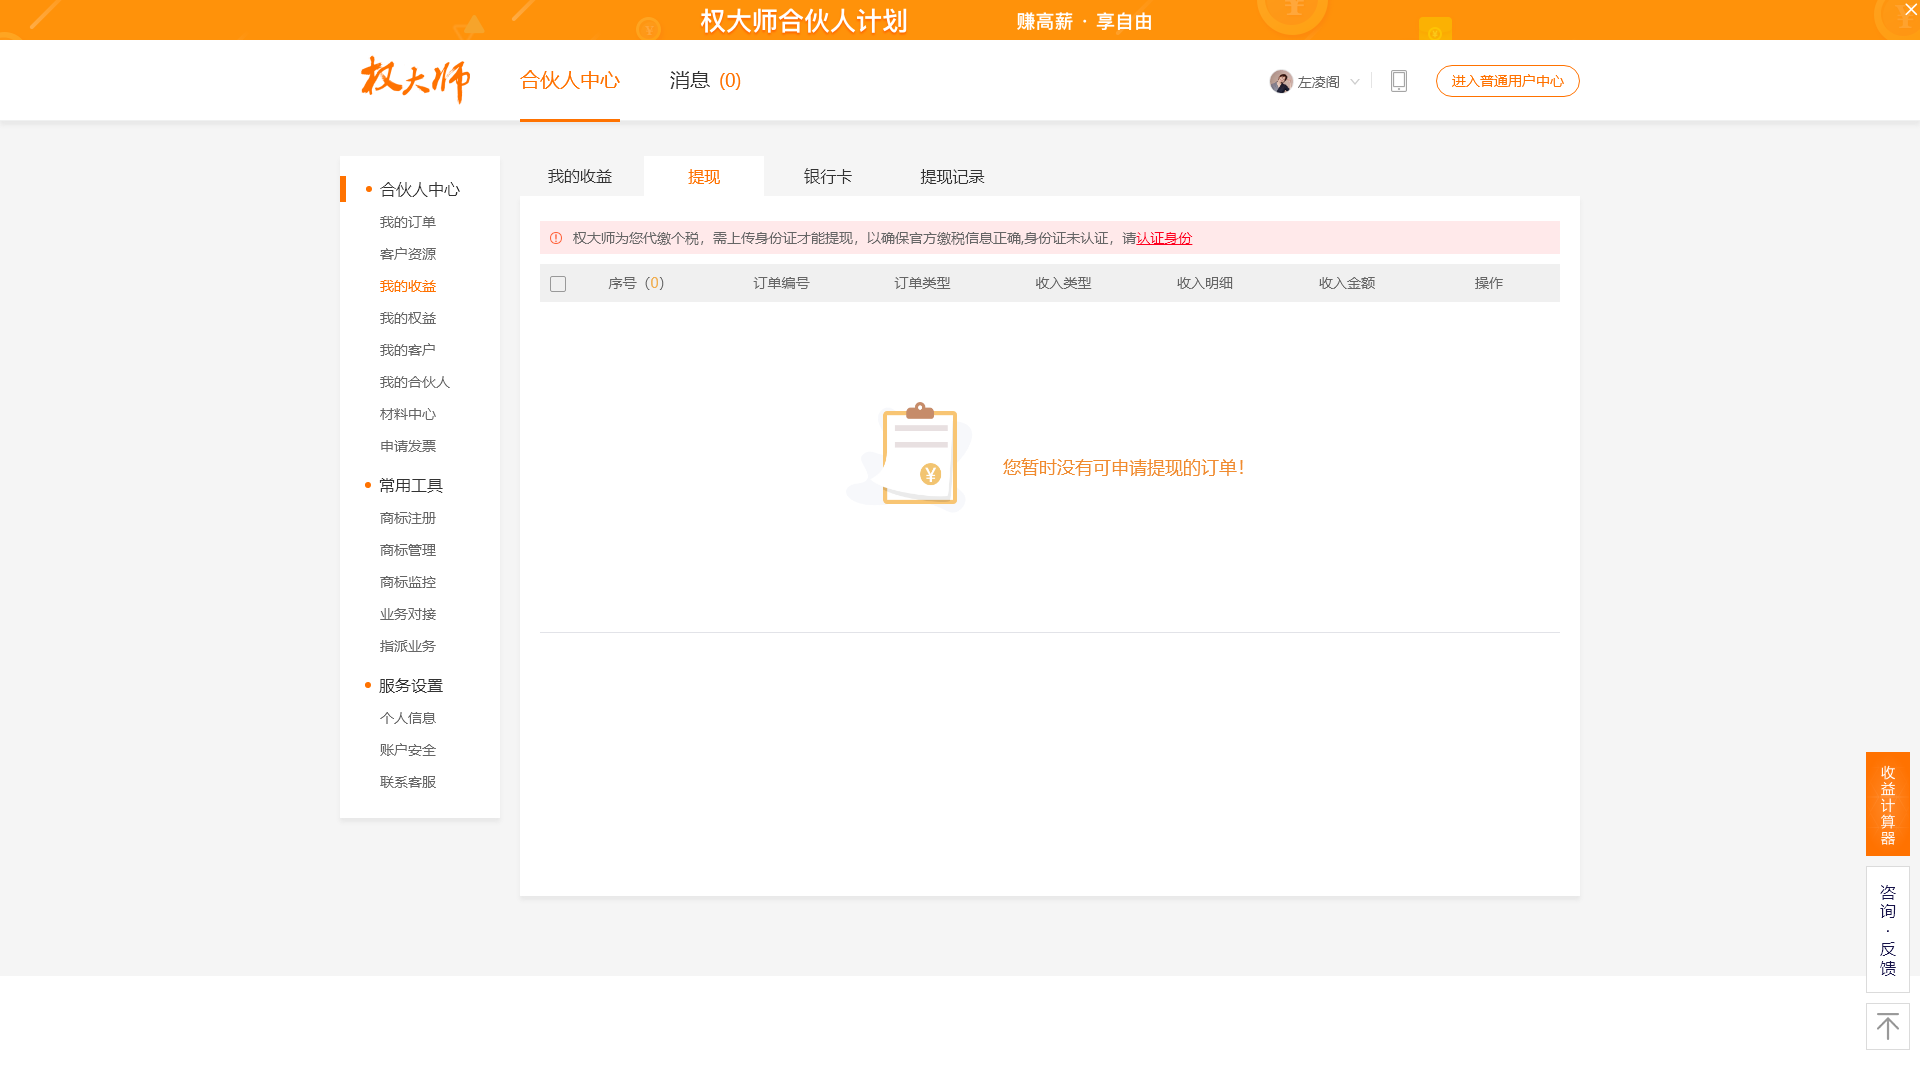 权大师合伙人计划 赚高薪 · 享自由
权大师 合伙人中心 消息 (0) 左凌阁 进入普通用户中心
合伙人中心
我的订单
客户资源
我的收益
我的权益
我的客户
我的合伙人
材料中心
申请发票
常用工具
商标注册
商标管理
商标监控
业务对接
指派业务
服务设置
个人信息
账户安全
联系客服
我的收益 提现 银行卡 提现记录
权大师为您代缴个税，需上传身份证才能提现，以确保官方缴税信息正确,身份证未认证，请认证身份
序号（0） 订单编号 订单类型 收入类型 收入明细 收入金额 操作
¥
您暂时没有可申请提现的订单！
收益计算器
咨询·反馈